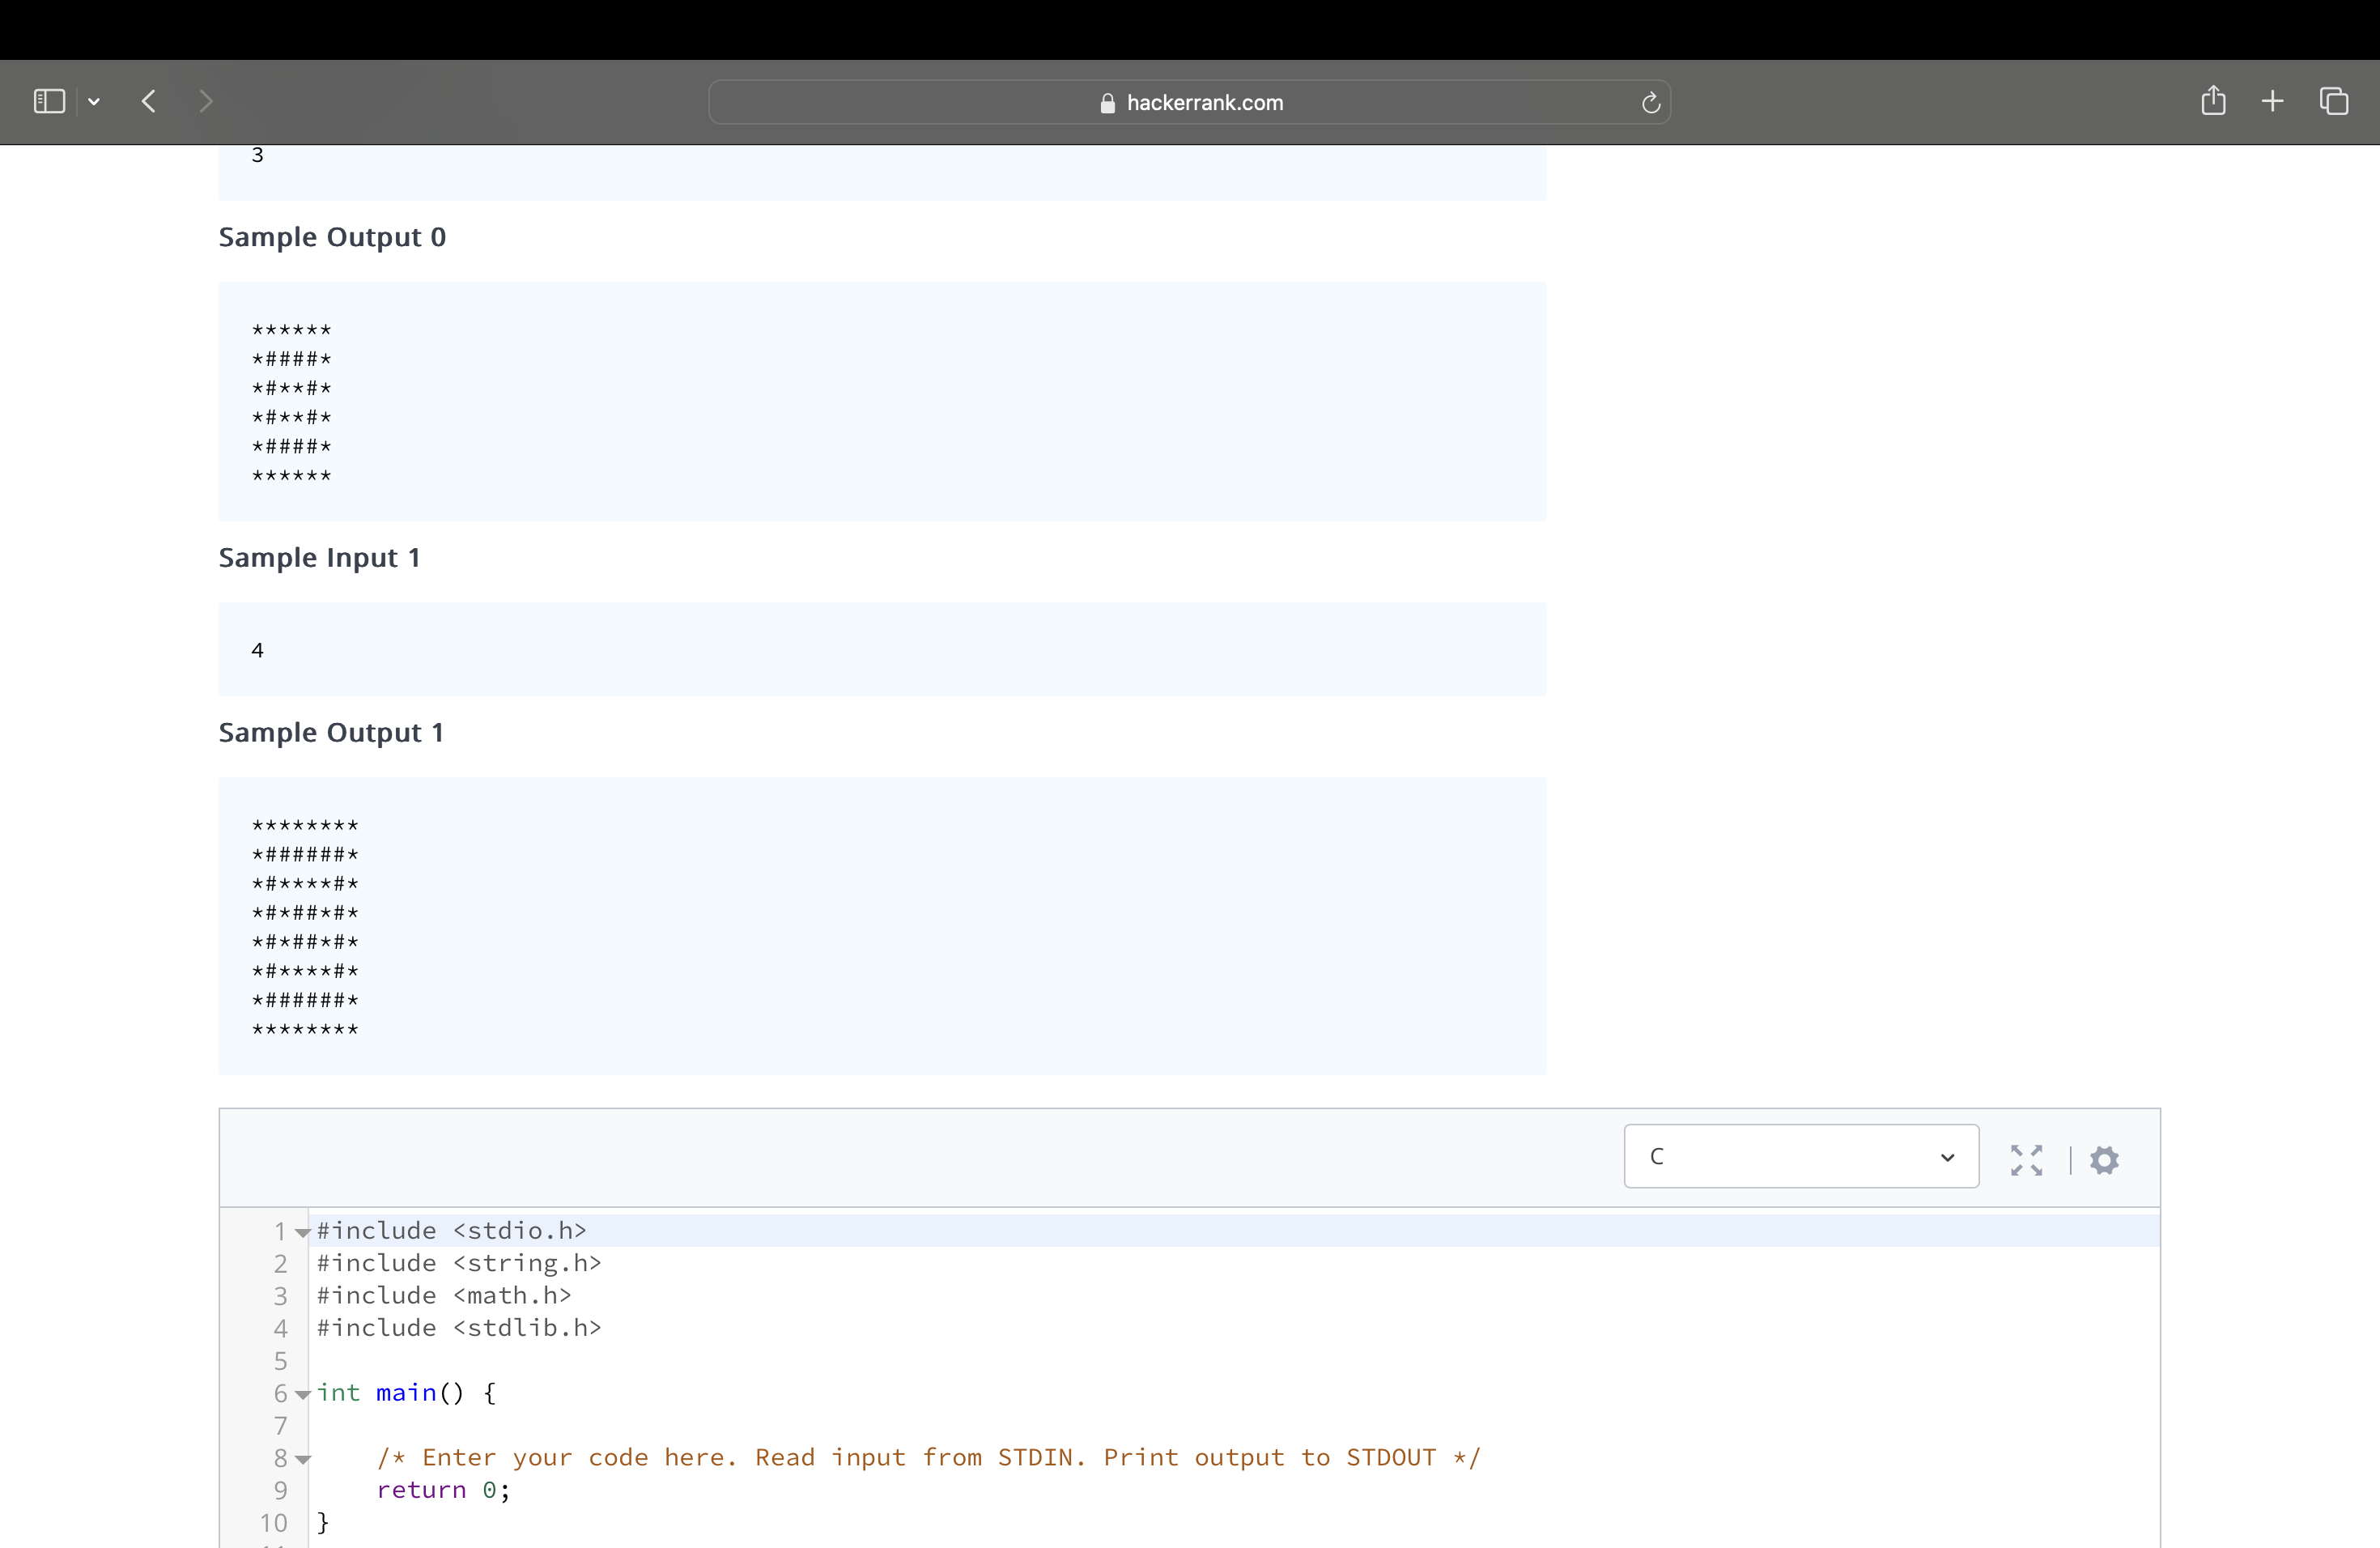 hackerrank.com
3
Sample Output 0
******
*####*
*#**#*
*#**#*
*####*
******
Sample Input 1
4
Sample Output 1
********
*######*
*#****#*
*#*##*#*
*#*##*#*
*#****#*
*######*
********
C
1 #include <stdio.h>
2 #include <string.h>
3 #include <math.h>
4 #include <stdlib.h>
5
6 int main() {
7
8     /* Enter your code here. Read input from STDIN. Print output to STDOUT */
9     return 0;
10 }